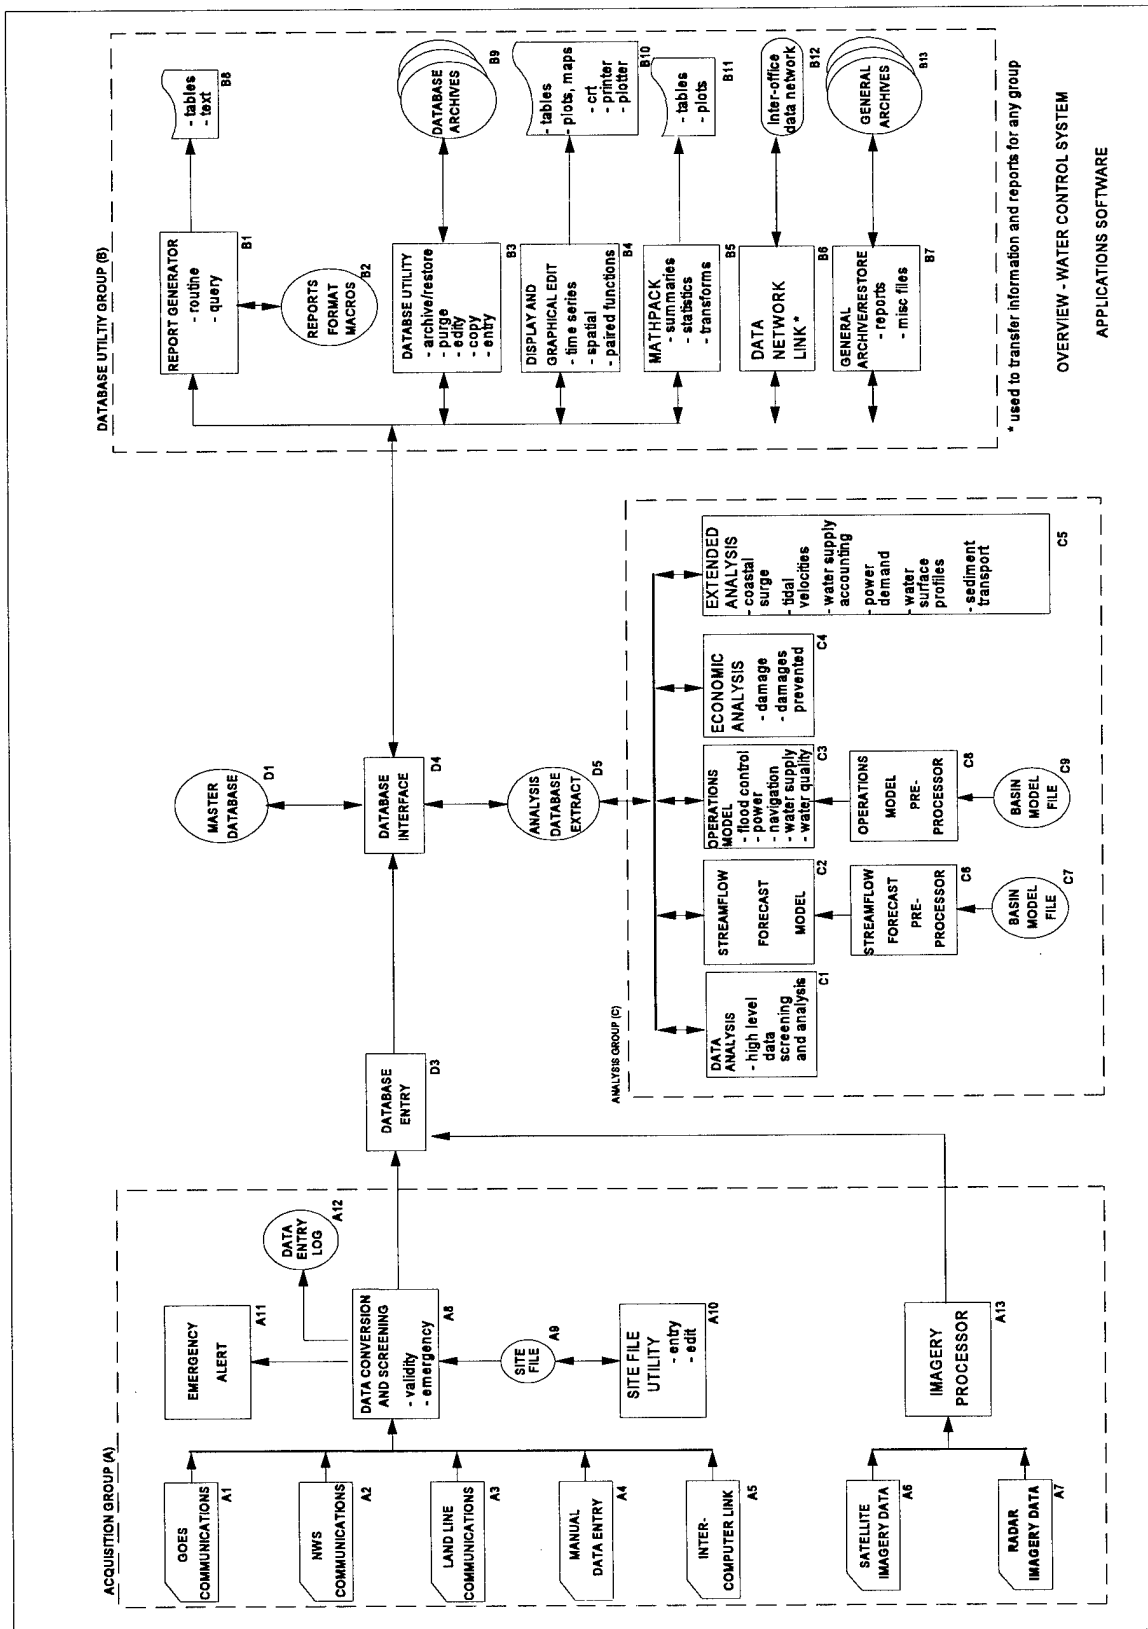 ACQUISITION GROUP (A)
GOES
COMMUNICATIONS
A1
NWS
COMMUNICATIONS
A2
LAND LINE
COMMUNICATIONS
A3
MANUAL
DATA ENTRY
A4
INTER-
COMPUTER LINK
A5
SATELLITE
IMAGERY DATA
A6
RADAR
IMAGERY DATA
A7
EMERGENCY
ALERT
A11
DATA
ENTRY
LOG
A12
DATA CONVERSION
AND SCREENING
- validity
- emergency
A8
SITE
FILE
A9
SITE FILE
UTILITY
- entry
- edit
A10
IMAGERY
PROCESSOR
A13
DATABASE
ENTRY
D3
MASTER
DATABASE
D1
DATABASE
INTERFACE
D4
ANALYSIS
DATABASE
EXTRACT
D5
ANALYSIS GROUP (C)
DATA
ANALYSIS
- high level
data
screening
and analysis
C1
STREAMFLOW
FORECAST
MODEL
C2
OPERATIONS
MODEL
- flood control
- power
- navigation
- water supply
- water quality
C3
ECONOMIC
ANALYSIS
- damage
- damages
prevented
C4
EXTENDED
ANALYSIS
- coastal
surge
- tidal
velocities
- water supply
accounting
- power
demand
- water
surface
profiles
- sediment
transport
C5
STREAMFLOW
FORECAST
PRE-
PROCESSOR
C6
BASIN
MODEL
FILE
C7
OPERATIONS
MODEL
PRE-
PROCESSOR
C8
BASIN
MODEL
FILE
C9
DATABASE UTILTIY GROUP (B)
REPORT GENERATOR
- routine
- query
B1
REPORTS
FORMAT
MACROS
B2
DATABSE UTILITY
- archive/restore
- purge
- edity
- copy
- entry
B3
DISPLAY AND
GRAPHICAL EDIT
- time series
- spatial
- paired functions
B4
MATHPACK
- summaries
- statistics
- transforms
B5
DATA
NETWORK
LINK *
B6
GENERAL
ARCHIVE/RESTORE
- reports
- misc files
B7
- tables
- text
B8
DATABASE
ARCHIVES
B9
- tables
- plots, maps
- crt
- printer
- plotter
B10
- tables
- plots
B11
Inter-office
data network
B12
GENERAL
ARCHIVES
B13
* used to transfer information and reports for any group
OVERVIEW - WATER CONTROL SYSTEM
APPLICATIONS SOFTWARE